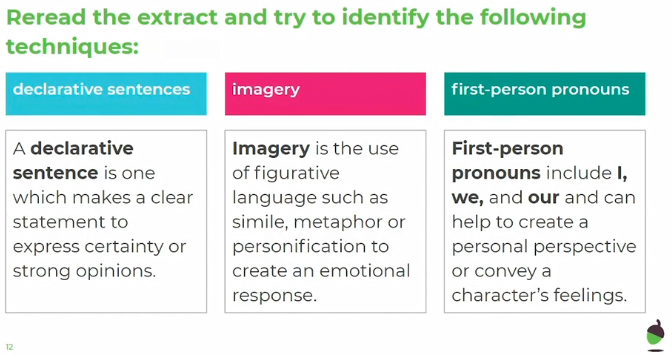 Reread the extract and try to identify the following
techniques:
declarative sentences
A declarative
sentence is one
which makes a clear
statement to
express certainty or
strong opinions.
imagery
Imagery is the use
of figurative
language such as
simile, metaphor or
personification to
create an emotional
response.
first-person pronouns
First-person
pronouns include I,
we, and our and can
help to create a
personal perspective
or convey a
character's feelings.
12